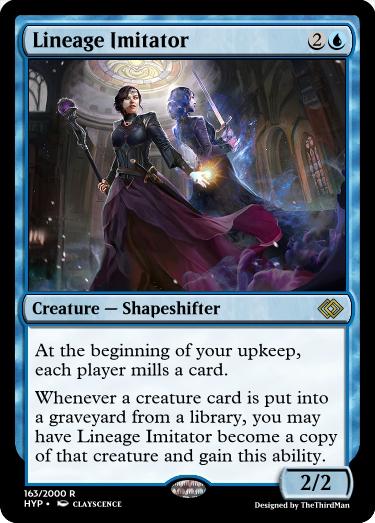 Lineage Imitator 2
Creature — Shapeshifter
At the beginning of your upkeep,
each player mills a card.
Whenever a creature card is put into
a graveyard from a library, you may
have Lineage Imitator become a copy
of that creature and gain this ability.
2/2
163/2000 R
HYP • CLAYSCIENCE Designed by TheThirdMan